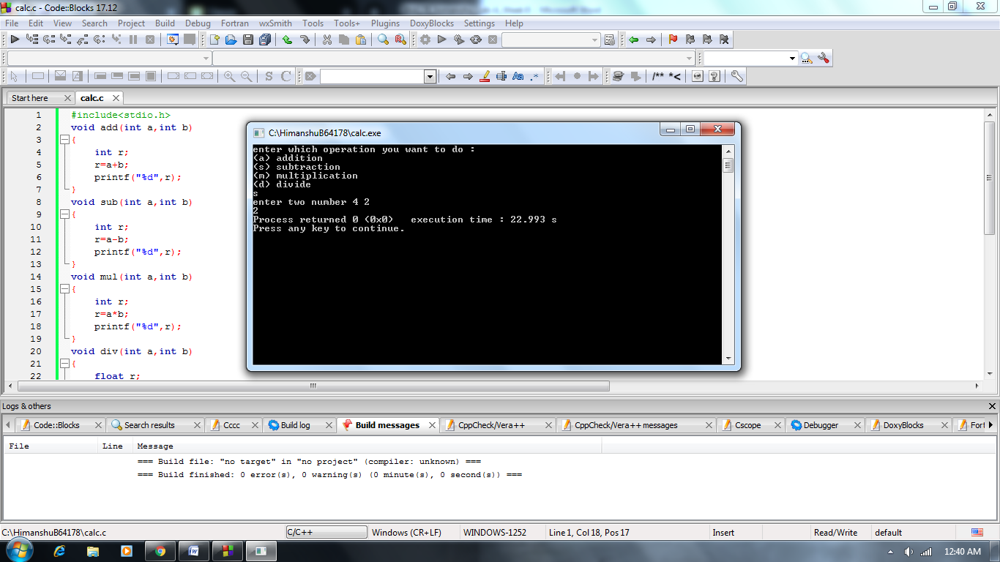 calc.c - Code::Blocks 17.12
File Edit View Search Project Build Debug Fortran wxSmith Tools Tools+ Plugins DoxyBlocks Settings Help
S C Aa .* /** *<
Start here calc.c
1 #include<stdio.h>
2 void add(int a,int b)
3 {
4 int r;
5 r=a+b;
6 printf("%d",r);
7 }
8 void sub(int a,int b)
9 {
10 int r;
11 r=a-b;
12 printf("%d",r);
13 }
14 void mul(int a,int b)
15 {
16 int r;
17 r=a*b;
18 printf("%d",r);
19 }
20 void div(int a,int b)
21 {
22 float r;
C:\HimanshuB64178\calc.exe
enter which operation you want to do :
(a) addition
(s) subtraction
(m) multiplication
(d) divide
s
enter two number 4 2
2
Process returned 0 (0x0) execution time : 22.993 s
Press any key to continue.
Logs & others
Code::Blocks Search results Cccc Build log Build messages CppCheck/Vera++ CppCheck/Vera++ messages Cscope Debugger DoxyBlocks Fort
File Line Message
=== Build file: "no target" in "no project" (compiler: unknown) ===
=== Build finished: 0 error(s), 0 warning(s) (0 minute(s), 0 second(s)) ===
C:\HimanshuB64178\calc.c C/C++ Windows (CR+LF) WINDOWS-1252 Line 1, Col 18, Pos 17 Insert Read/Write default
12:40 AM